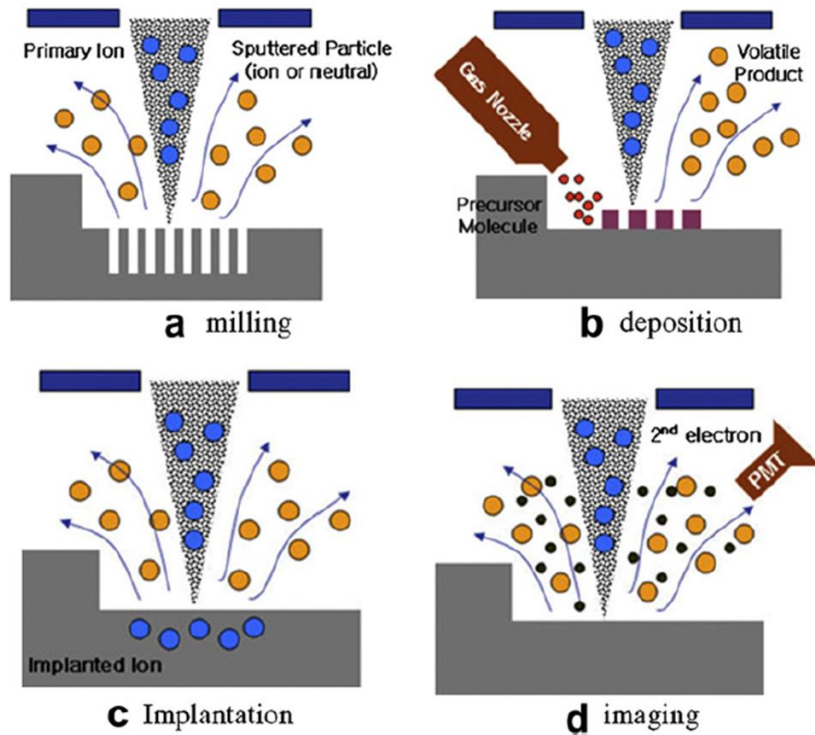 Primary Ion
Sputtered Particle
(ion or neutral)
a milling
Gas Nozzle
Volatile
Product
Precursor
Molecule
b deposition
Implanted Ion
c Implantation
2nd electron
PMT
d imaging